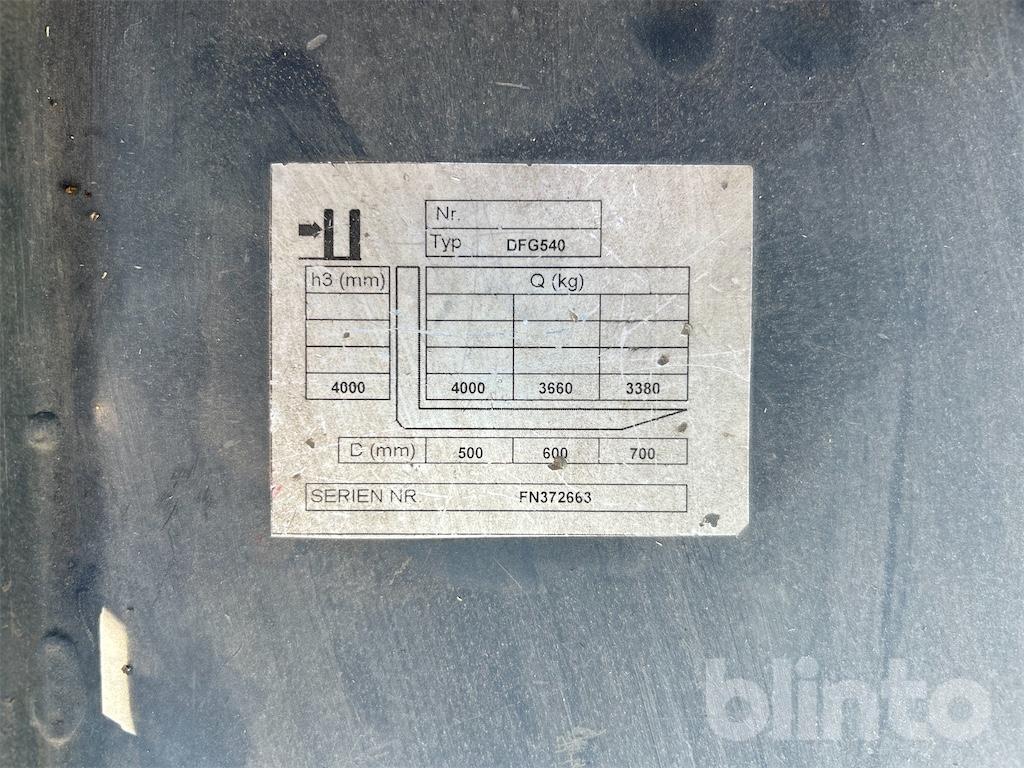 Nr.
Typ DFG540
h3 (mm) Q (kg)
4000 4000 3660 3380
D (mm) 500 600 700
SERIEN NR. FN372663
blinto